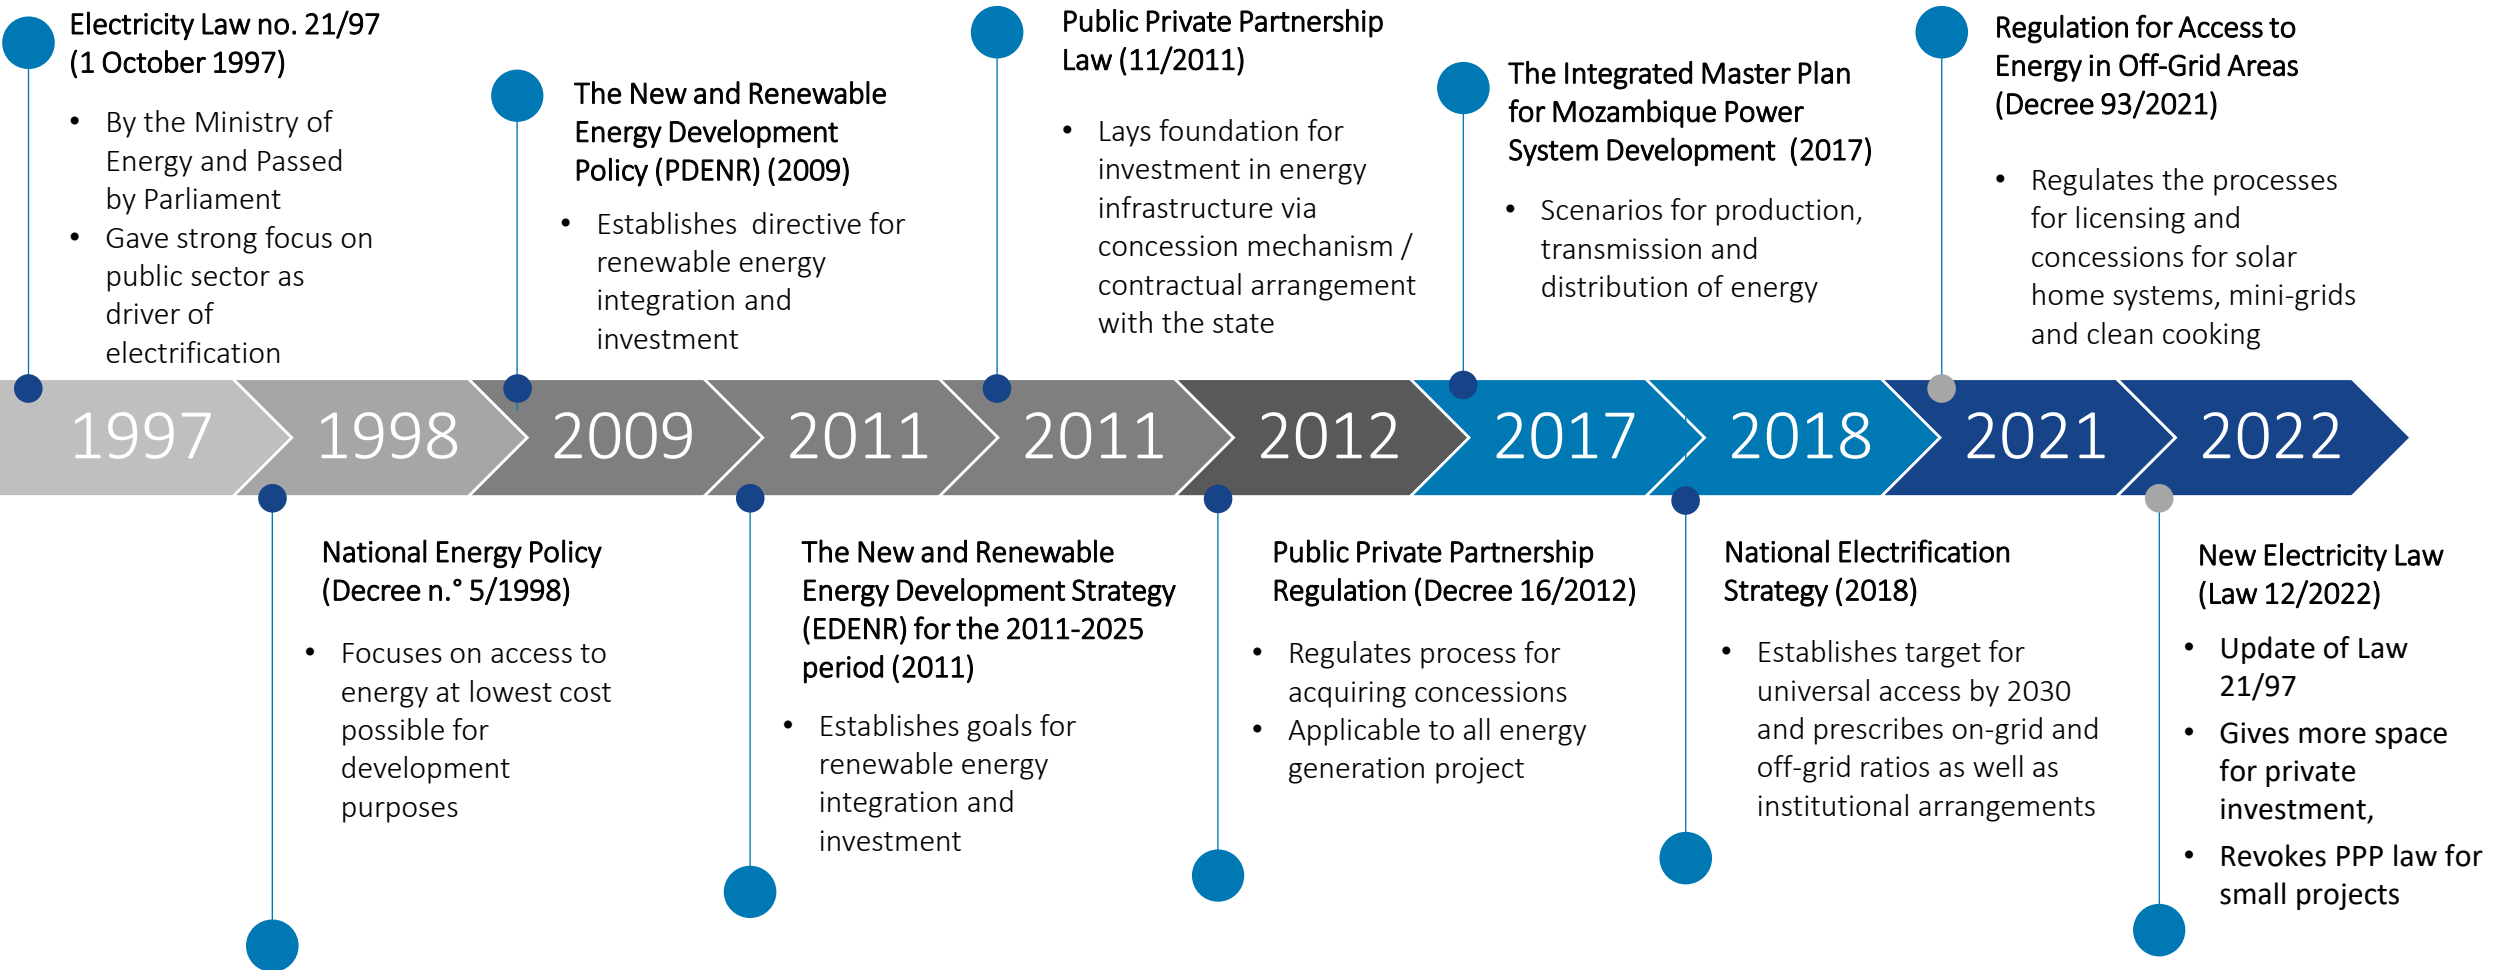 Electricity Law no. 21/97
(1 October 1997)
• By the Ministry of
Energy and Passed
by Parliament
• Gave strong focus on
public sector as
driver of
electrification
The New and Renewable
Energy Development
Policy (PDENR) (2009)
• Establishes directive for
renewable energy
integration and
investment
Public Private Partnership
Law (11/2011)
• Lays foundation for
investment in energy
infrastructure via
concession mechanism /
contractual arrangement
with the state
The Integrated Master Plan
for Mozambique Power
System Development (2017)
• Scenarios for production,
transmission and
distribution of energy
Regulation for Access to
Energy in Off-Grid Areas
(Decree 93/2021)
• Regulates the processes
for licensing and
concessions for solar
home systems, mini-grids
and clean cooking
1997 1998 2009 2011 2011 2012 2017 2018 2021 2022
National Energy Policy
(Decree n.° 5/1998)
• Focuses on access to
energy at lowest cost
possible for
development
purposes
The New and Renewable
Energy Development Strategy
(EDENR) for the 2011-2025
period (2011)
• Establishes goals for
renewable energy
integration and
investment
Public Private Partnership
Regulation (Decree 16/2012)
• Regulates process for
acquiring concessions
• Applicable to all energy
generation project
National Electrification
Strategy (2018)
• Establishes target for
universal access by 2030
and prescribes on-grid and
off-grid ratios as well as
institutional arrangements
New Electricity Law
(Law 12/2022)
• Update of Law
21/97
• Gives more space
for private
investment,
• Revokes PPP law for
small projects